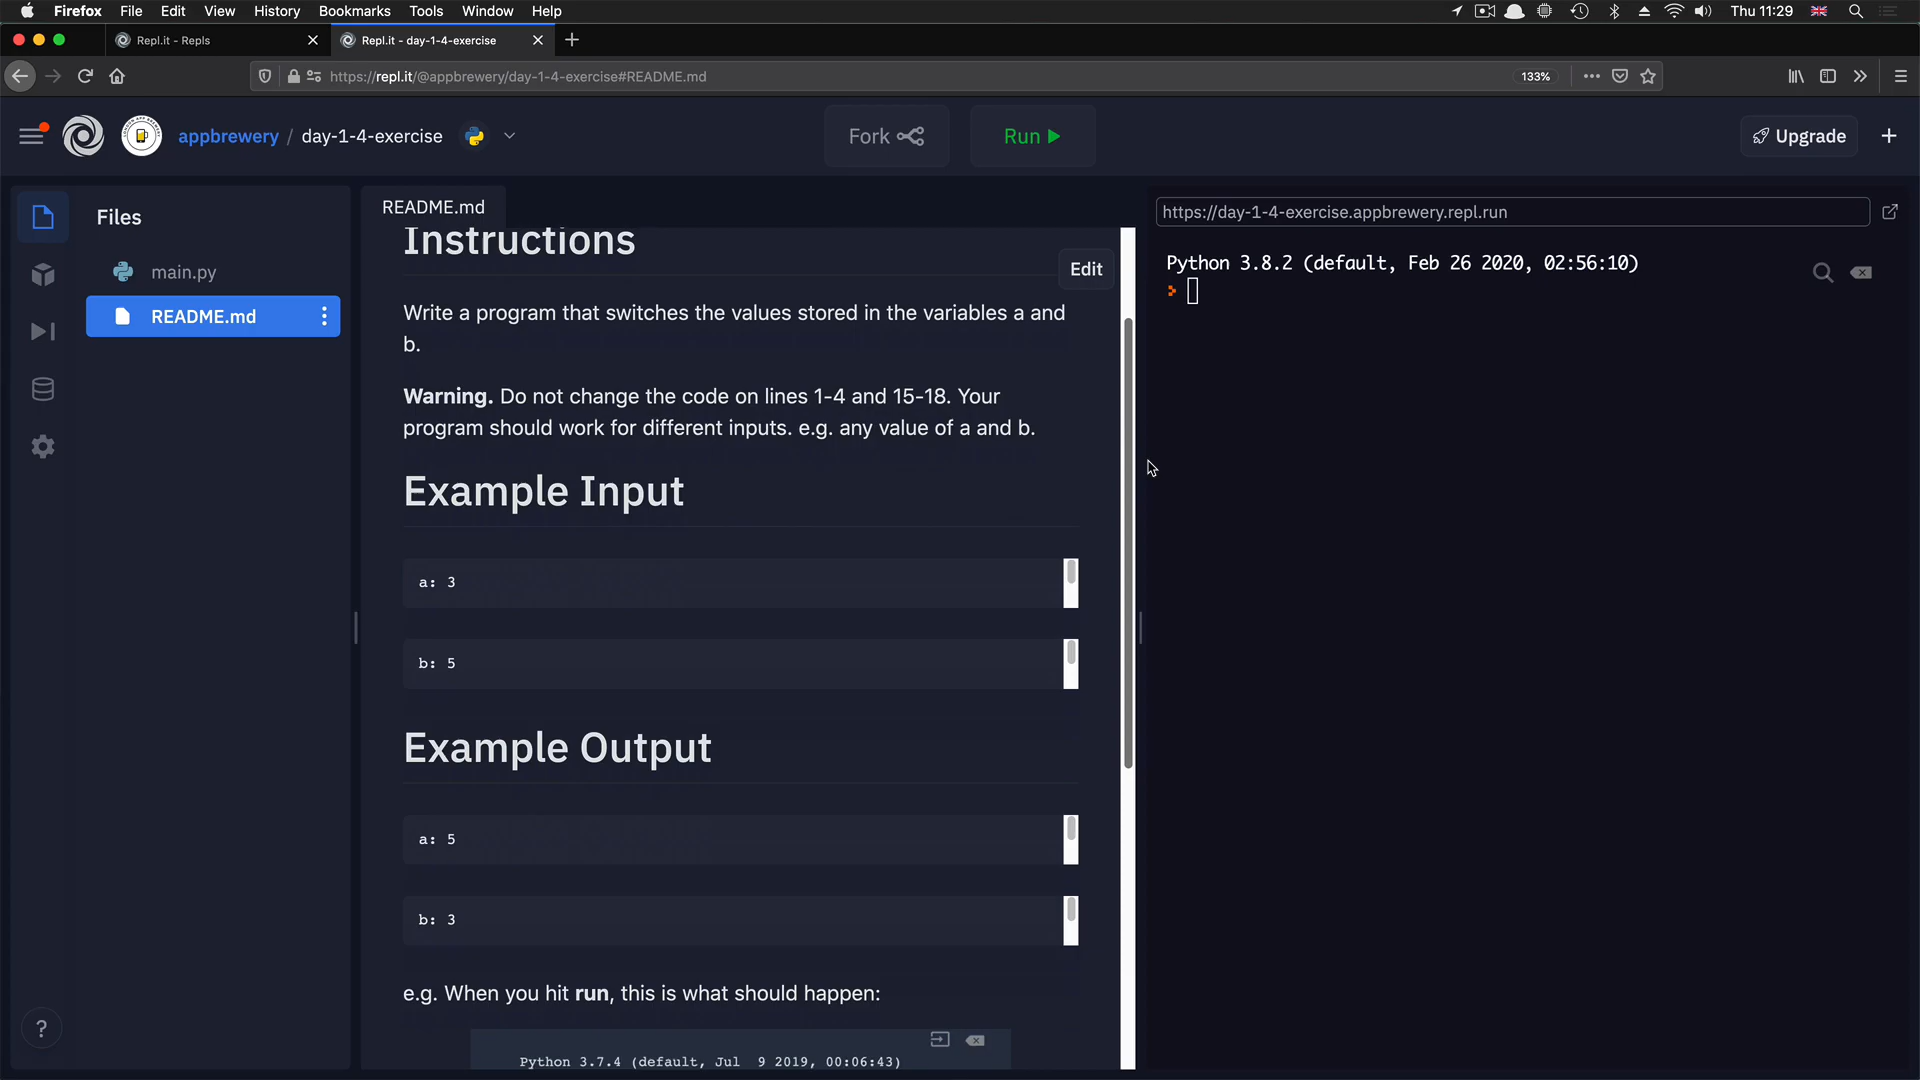 Firefox File Edit View History Bookmarks Tools Window Help Thu 11:29
Repl.it - Repls Repl.it - day-1-4-exercise
https://repl.it/@appbrewery/day-1-4-exercise#README.md 133%
appbrewery / day-1-4-exercise Fork Run Upgrade
Files
main.py
README.md
README.md
Instructions
Edit
Write a program that switches the values stored in the variables a and
b.
Warning. Do not change the code on lines 1-4 and 15-18. Your
program should work for different inputs. e.g. any value of a and b.
Example Input
a: 3
b: 5
Example Output
a: 5
b: 3
e.g. When you hit run, this is what should happen:
Python 3.7.4 (default, Jul 9 2019, 00:06:43)
https://day-1-4-exercise.appbrewery.repl.run
Python 3.8.2 (default, Feb 26 2020, 02:56:10)